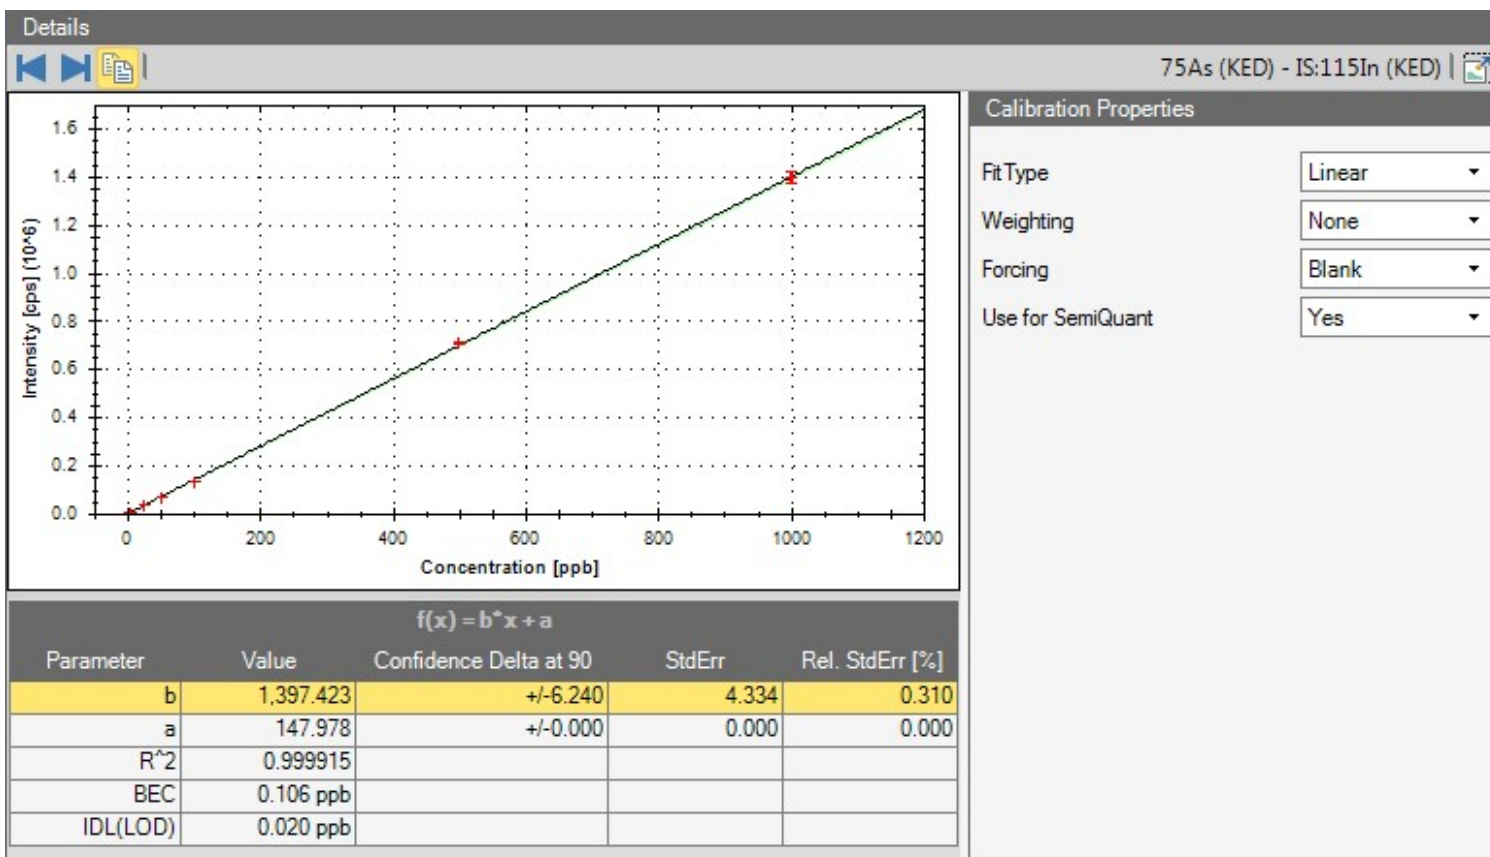 Details
75As (KED) - IS:115In (KED)
Calibration Properties
Fit Type Linear
Weighting None
Forcing Blank
Use for SemiQuant Yes
Intensity [cps] (10^6)
1.6
1.4
1.2
1.0
0.8
0.6
0.4
0.2
0.0
0 200 400 600 800 1000 1200
Concentration [ppb]
f(x) = b*x + a
Parameter Value Confidence Delta at 90 StdErr Rel. StdErr [%]
b 1,397.423 +/-6.240 4.334 0.310
a 147.978 +/-0.000 0.000 0.000
R^2 0.999915
BEC 0.106 ppb
IDL(LOD) 0.020 ppb